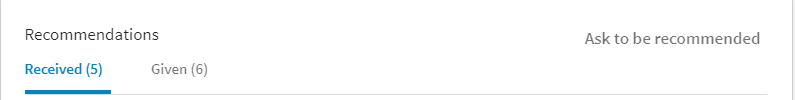 Recommendations
Ask to be recommended
Received (5)
Given (6)